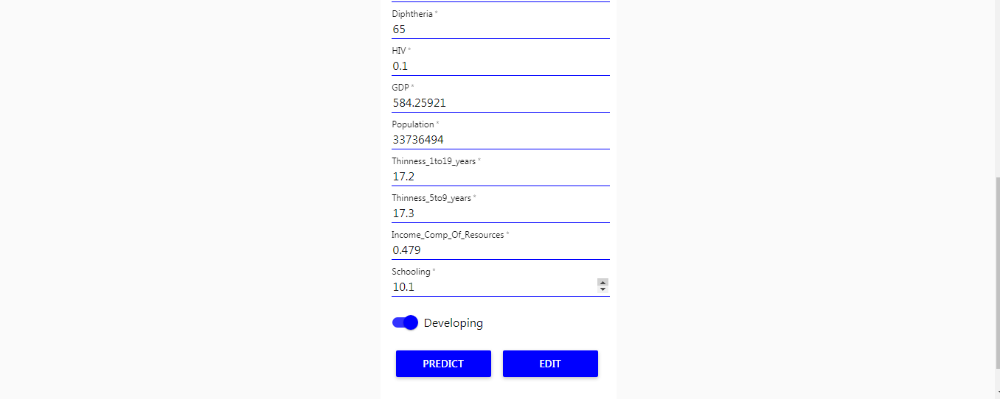 Diphtheria *
65
HIV *
0.1
GDP *
584.25921
Population *
33736494
Thinness_1to19_years *
17.2
Thinness_5to9_years *
17.3
Income_Comp_Of_Resources *
0.479
Schooling *
10.1
Developing
PREDICT EDIT